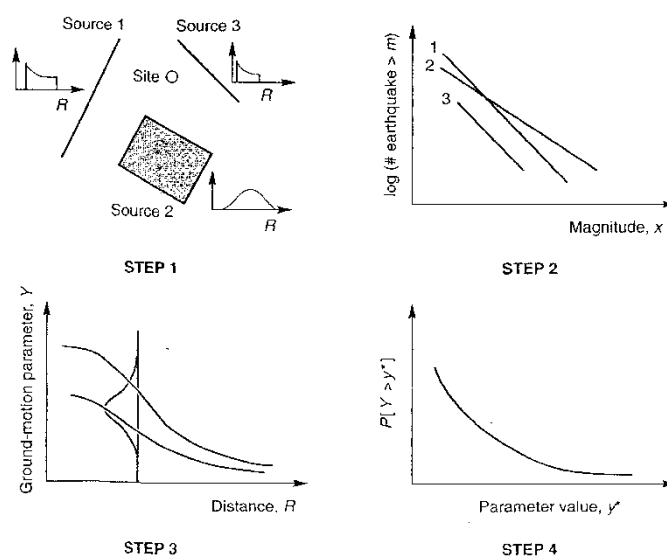 Source 1
Source 3
Site
R
R
Source 2
R
STEP 1
log (# earthquake > m)
1
2
3
Magnitude, x
STEP 2
Ground-motion parameter, Y
Distance, R
STEP 3
P[ Y > y* ]
Parameter value, y*
STEP 4